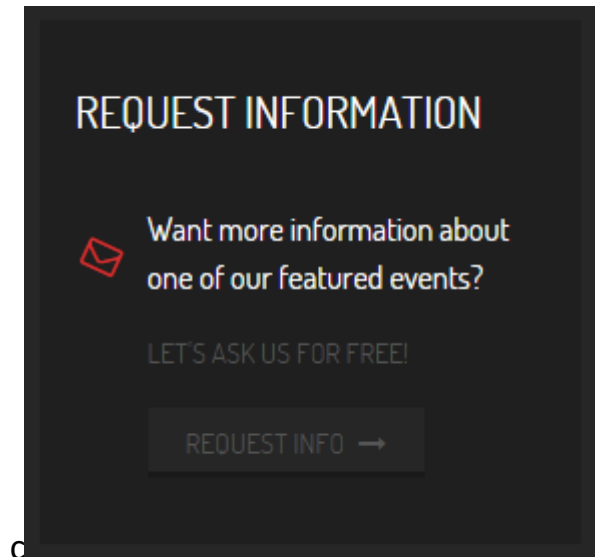 REQUEST INFORMATION
Want more information about
one of our featured events?
LET'S ASK US FOR FREE!
REQUEST INFO →